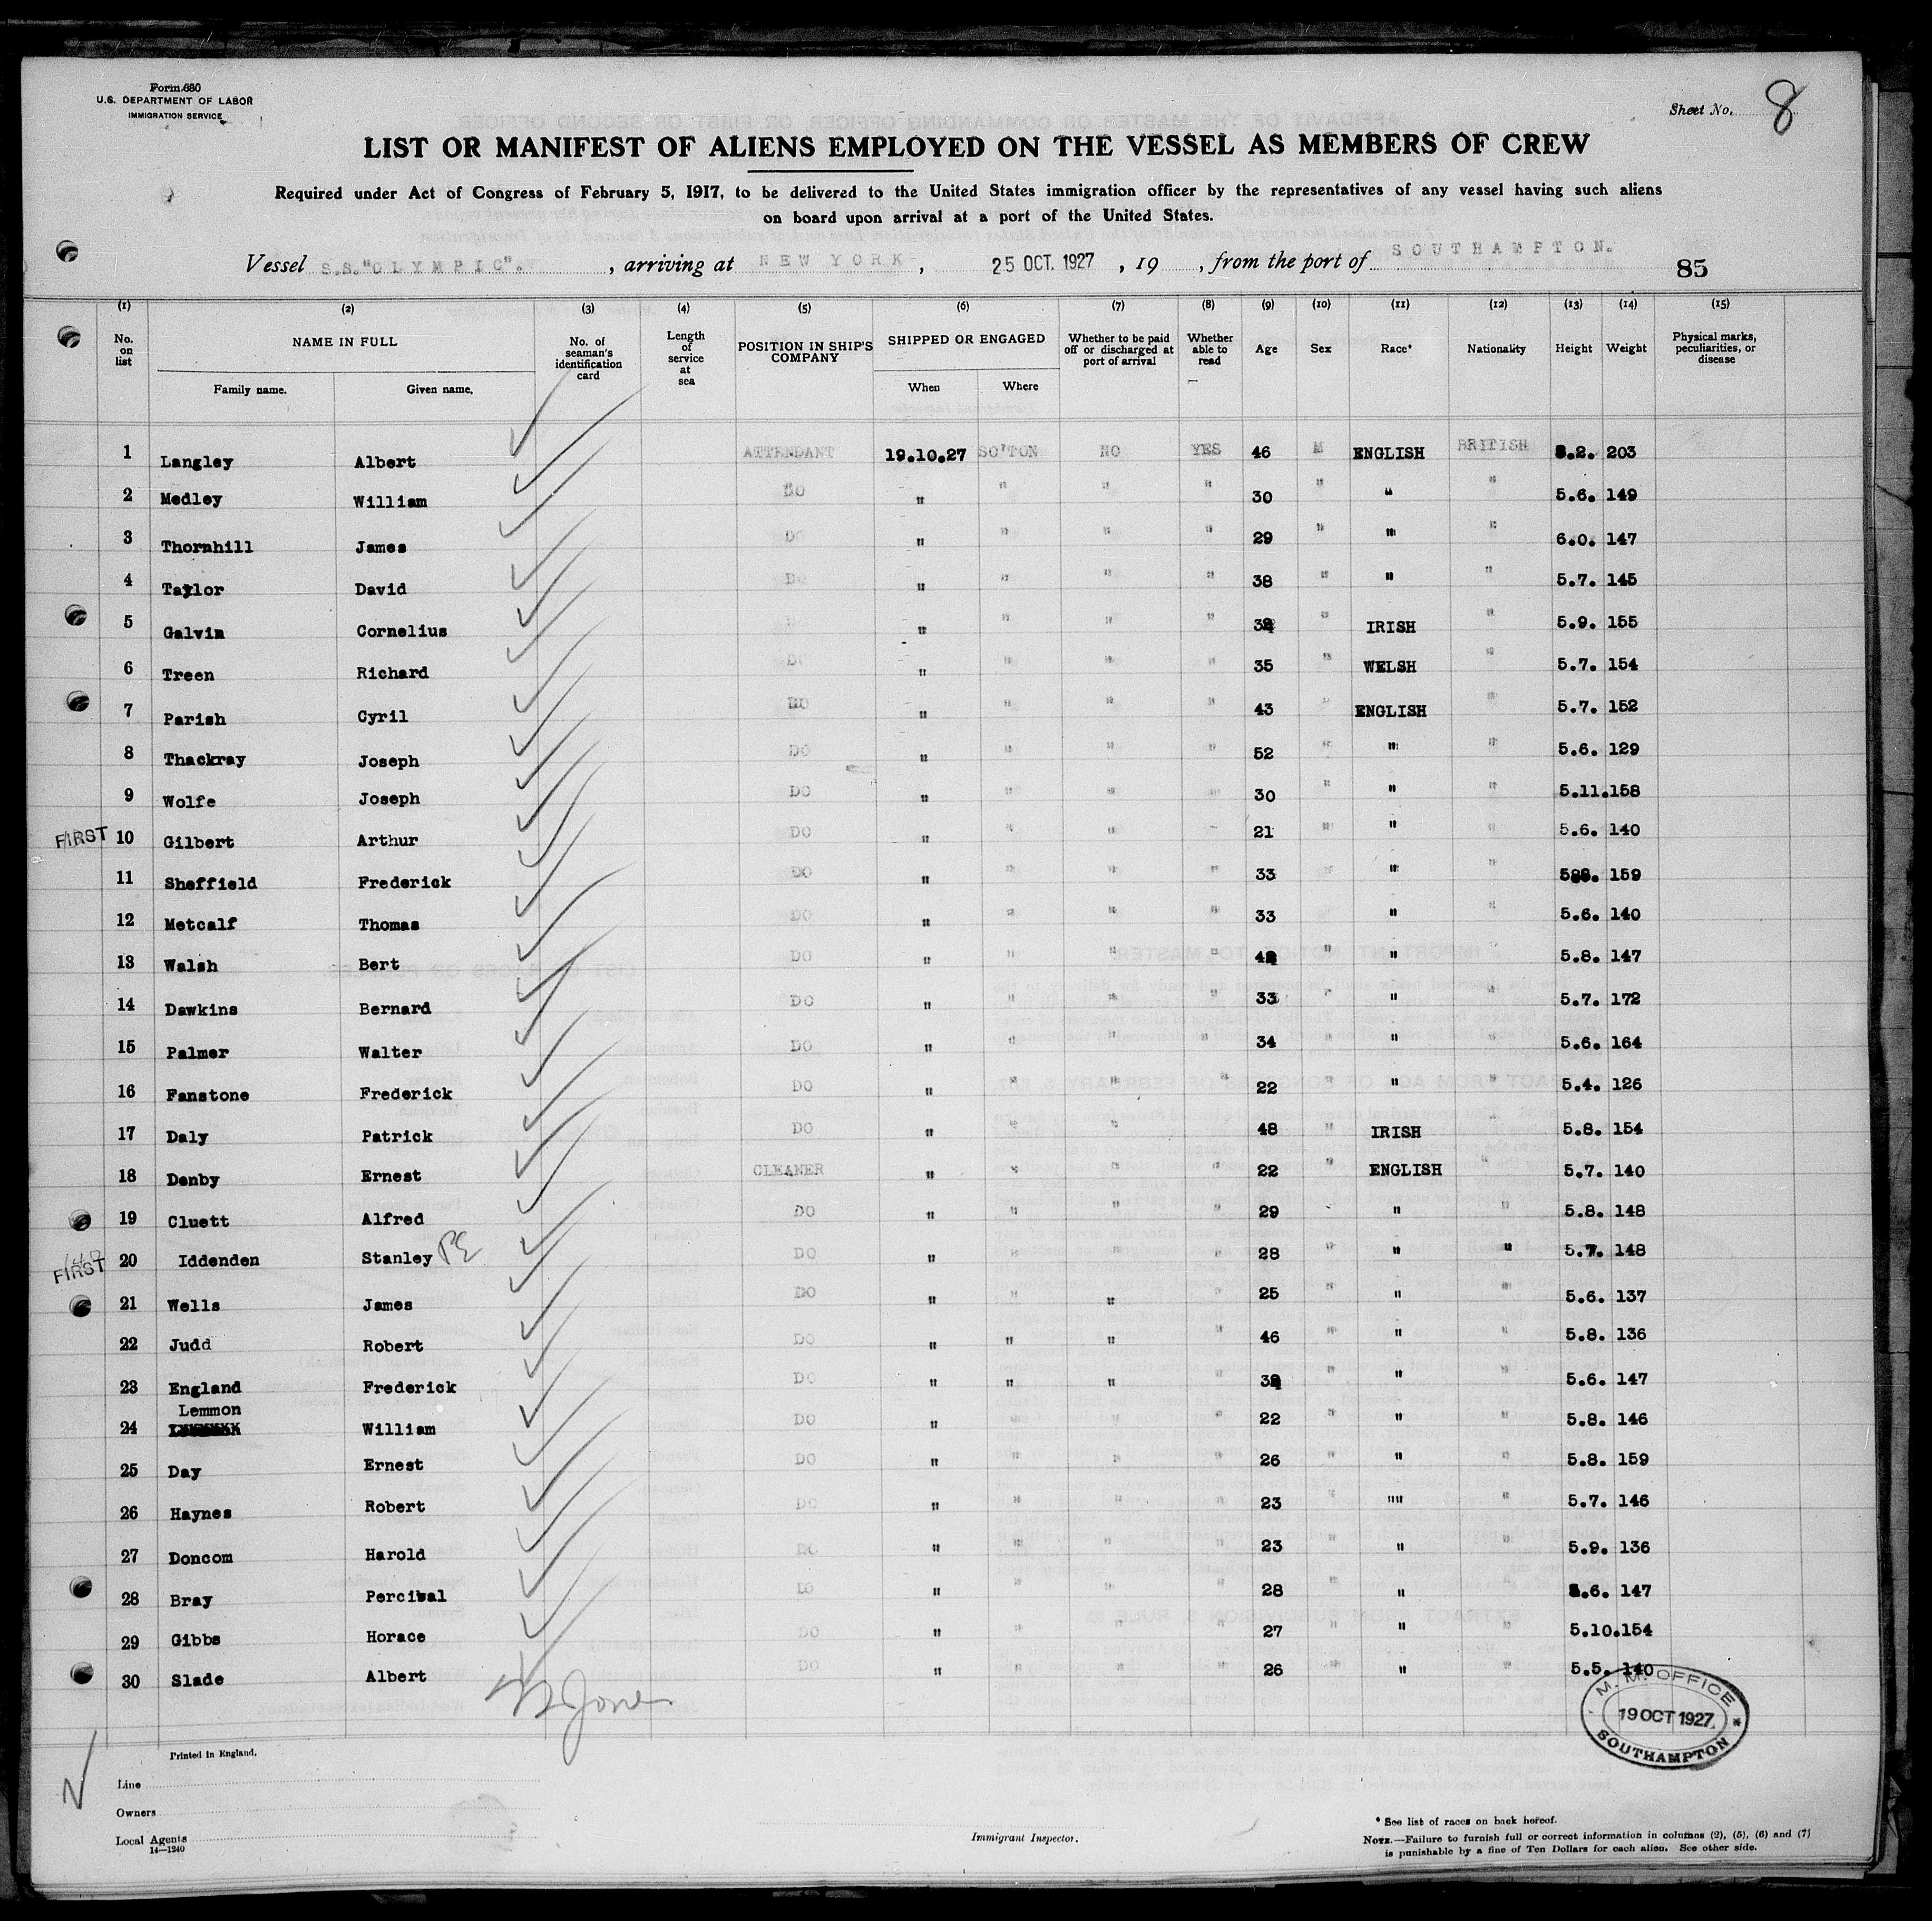 Form 680
U.S. DEPARTMENT OF LABOR
IMMIGRATION SERVICE
Sheet No. 8
LIST OR MANIFEST OF ALIENS EMPLOYED ON THE VESSEL AS MEMBERS OF CREW
Required under Act of Congress of February 5, 1917, to be delivered to the United States immigration officer by the representatives of any vessel having such aliens
on board upon arrival at a port of the United States.
Vessel S.S."OLYMPIC". , arriving at NEW YORK , 25 OCT. 1927 , 19 , from the port of SOUTHAMPTON. 85
(1) (2) (3) (4) (5) (6) (7) (8) (9) (10) (11) (12) (13) (14) (15)
No. on list NAME IN FULL Family name. Given name. No. of seaman's identification card Length of service at sea POSITION IN SHIP'S COMPANY SHIPPED OR ENGAGED When Where Whether to be paid off or discharged at port of arrival Whether able to read Age Sex Race* Nationality Height Weight Physical marks, peculiarities, or disease
1 Langley Albert ATTENDANT 19.10.27 SO'TON NO YES 46 M ENGLISH BRITISH 2. 203
2 Medley William DO " " " " 30 " " " 5.6. 149
3 Thornhill James DO " " " " 29 " " " 6.0. 147
4 Taylor David DO " " " " 38 " " " 5.7. 145
5 Galvin Cornelius " " " " " IRISH " 5.9. 155
6 Treen Richard DO " " " " 35 " WELSH " 5.7. 154
7 Parish Cyril DO " " " " 43 " ENGLISH " 5.7. 152
8 Thackray Joseph DO " " " " 52 " " " 5.6. 129
9 Wolfe Joseph DO " " " " 30 " " " 5.11. 158
FIRST 10 Gilbert Arthur DO " " " " 21 " " " 5.6. 140
11 Sheffield Frederick DO " " " " 33 " " " 159
12 Metcalf Thomas DO " " " " 33 " " " 5.6. 140
13 Walsh Bert DO " " " " " " " 5.8. 147
14 Dawkins Bernard DO " " " " 33 " " " 5.7. 172
15 Palmer Walter DO " " " " 34 " " " 5.6. 164
16 Fanstone Frederick DO " " " " 22 " " " 5.4. 126
17 Daly Patrick DO " " " " 48 " IRISH 5.8. 154
18 Denby Ernest CLEANER " " " " 22 " ENGLISH " 5.7. 140
19 Cluett Alfred DO " " " " 29 " " " 5.8. 148
FIRST 20 Iddenden Stanley PE DO " " " " 28 " " " 5.7. 148
21 Wells James DO " " " " 25 " " " 5.6. 137
22 Judd Robert DO " " " " 46 " " " 5.8. 136
23 England Frederick DO " " " " " " " 5.6. 147
24 Lemmon William DO " " " " 22 " " " 5.8. 146
25 Day Ernest DO " " " " 26 " " " 5.8. 159
26 Haynes Robert DO " " " " 23 " "" " 5.7. 146
27 Doncom Harold DO " " " " 23 " " " 5.9. 136
28 Bray Percival DO " " " " 28 " " " 6. 147
29 Gibbs Horace DO " " " " 27 " " " 5.10. 154
30 Slade Albert DO " " " " 26 " " " 5.5. 140
Jones
M. M. OFFICE
19 OCT 1927
SOUTHAMPTON
Printed in England.
Line
Owners
Local Agents
14—1240
Immigrant Inspector.
* See list of races on back hereof.
NOTE.—Failure to furnish full or correct information in columns (2), (5), (6) and (7)
is punishable by a fine of Ten Dollars for each alien. See other side.